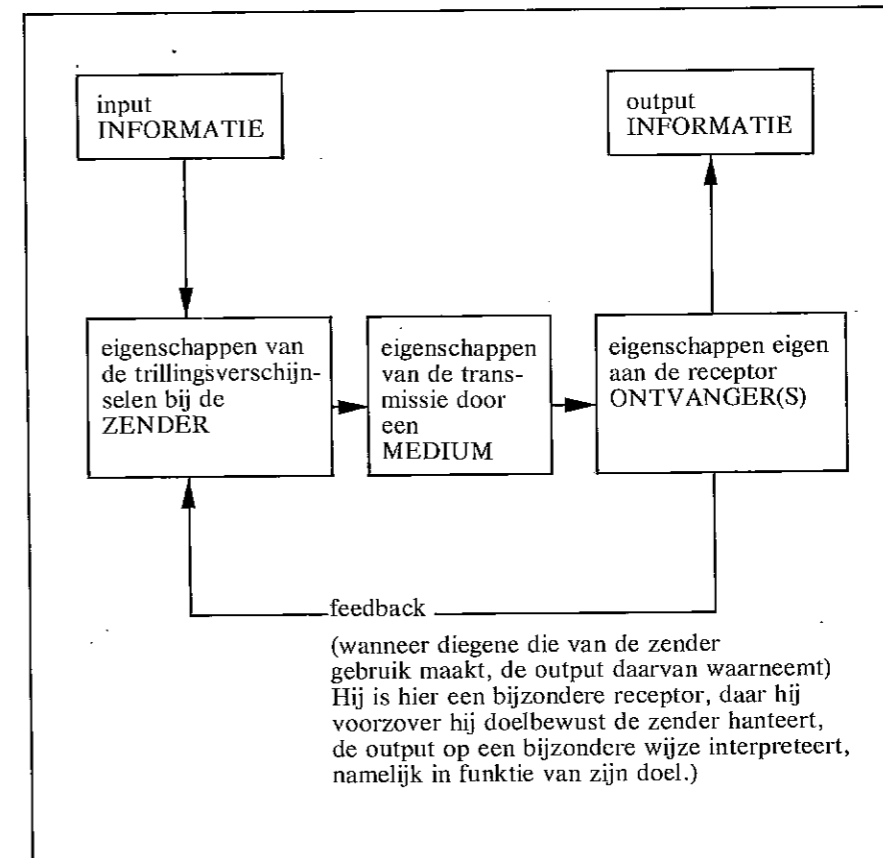 input
INFORMATIE
output
INFORMATIE
eigenschappen van
de trillingsverschijn-
selen bij de
ZENDER
eigenschappen
van de trans-
missie door
een
MEDIUM
eigenschappen eigen
aan de receptor
ONTVANGER(S)
feedback
(wanneer diegene die van de zender
gebruik maakt, de output daarvan waarneemt)
Hij is hier een bijzondere receptor, daar hij
voorzover hij doelbewust de zender hanteert,
de output op een bijzondere wijze interpreteert,
namelijk in funktie van zijn doel.)